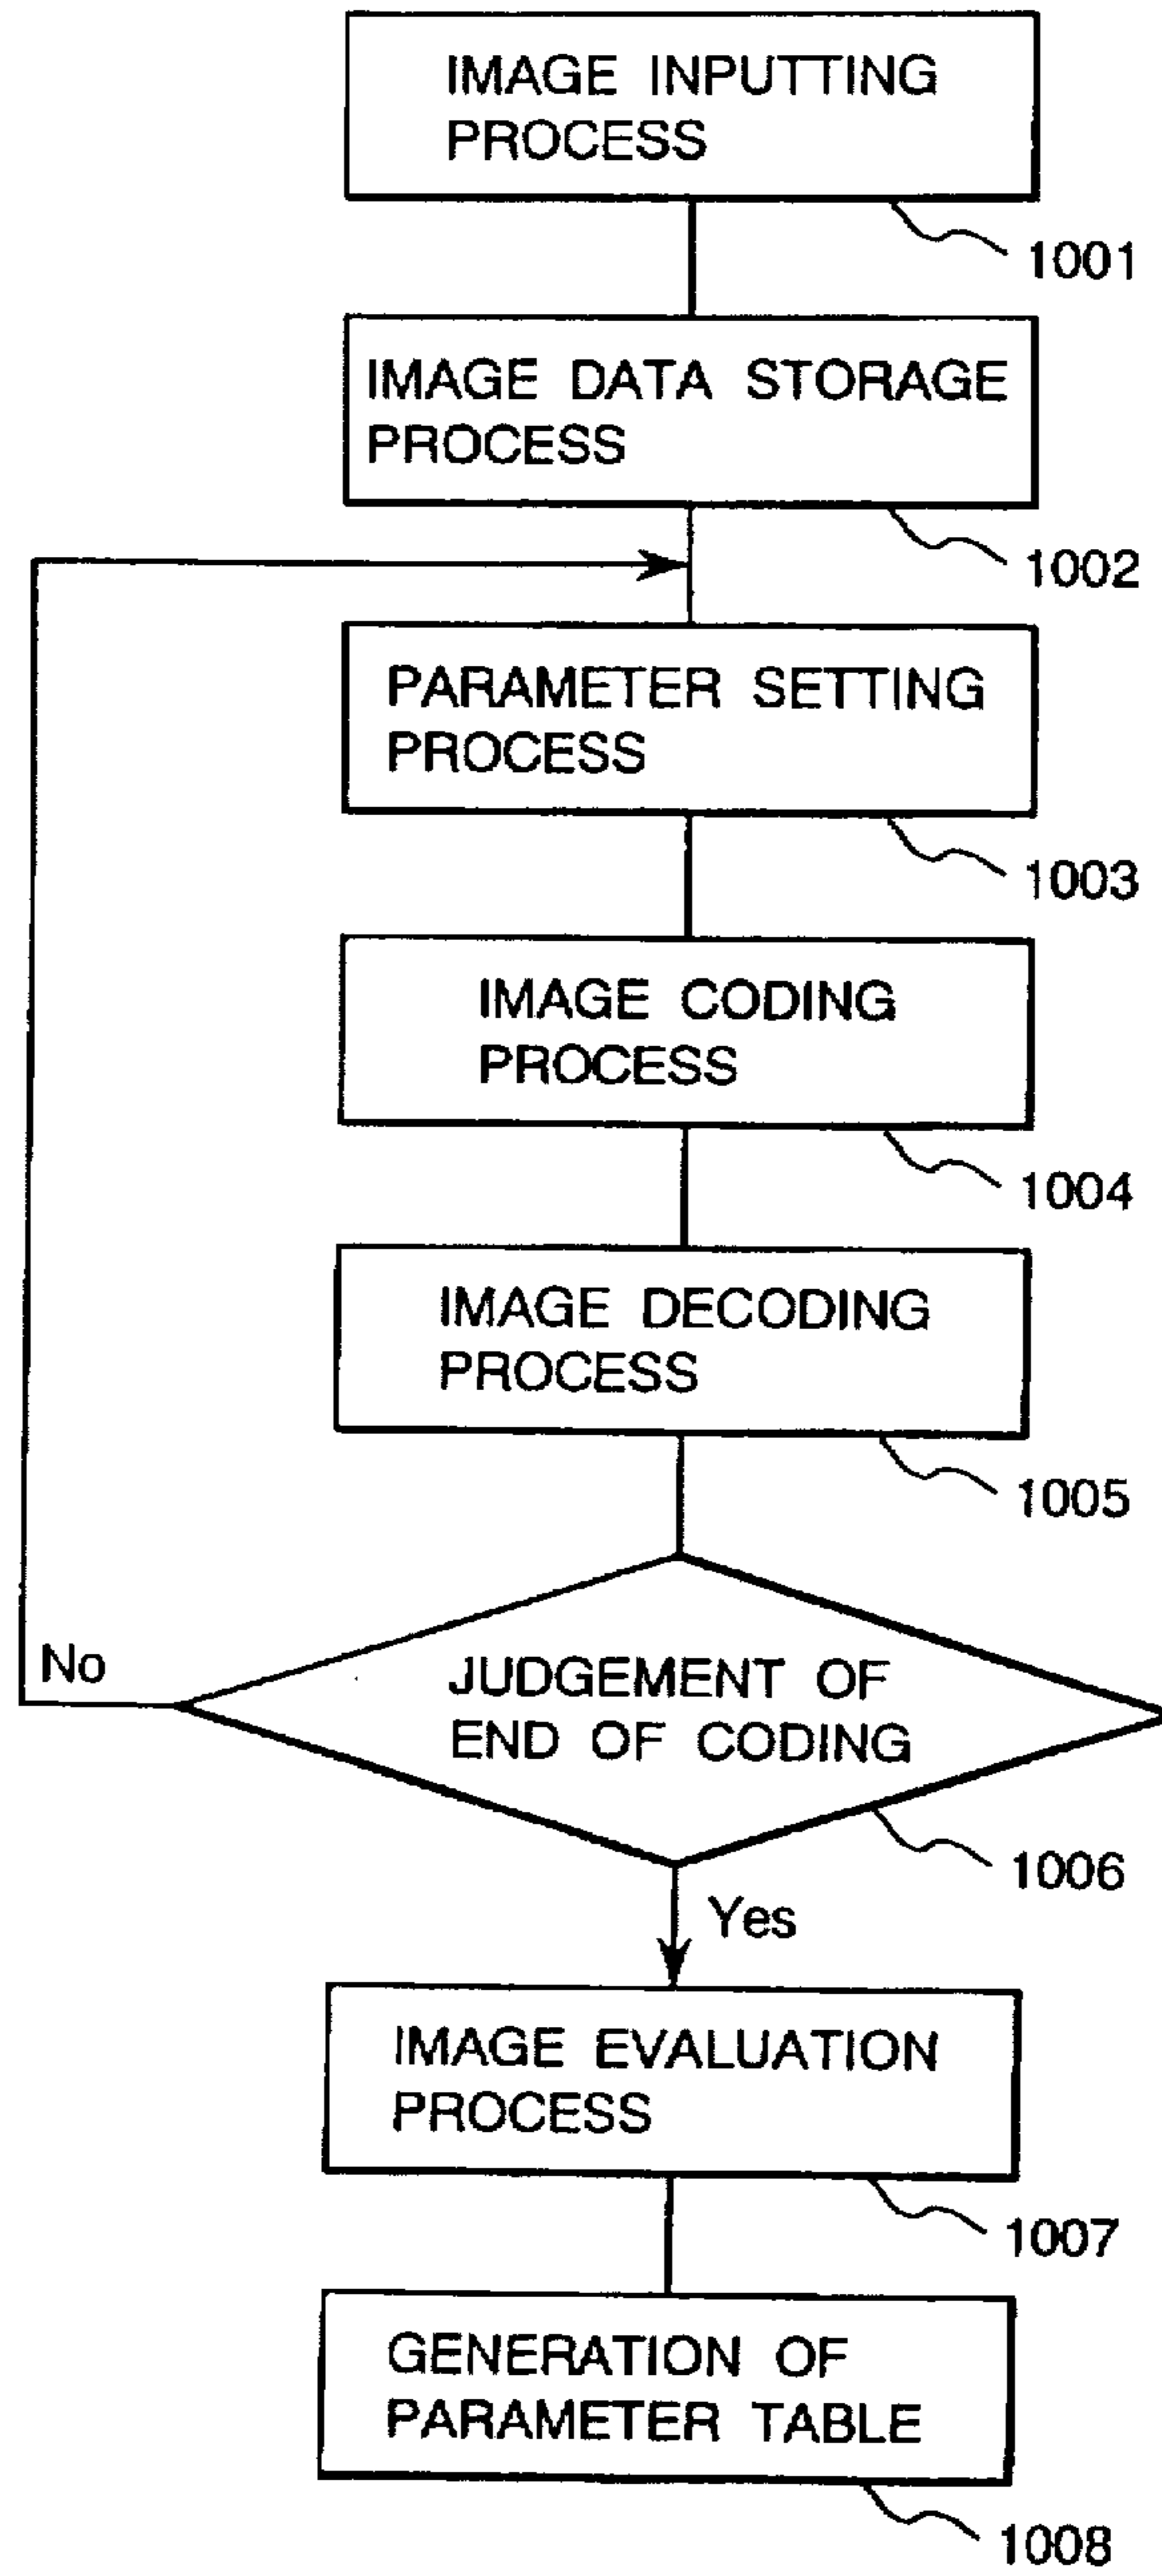 IMAGE INPUTTING
PROCESS
1001
IMAGE DATA STORAGE
PROCESS
1002
PARAMETER SETTING
PROCESS
1003
IMAGE CODING
PROCESS
1004
IMAGE DECODING
PROCESS
1005
No
JUDGEMENT OF
END OF CODING
1006
Yes
IMAGE EVALUATION
PROCESS
1007
GENERATION OF
PARAMETER TABLE
1008